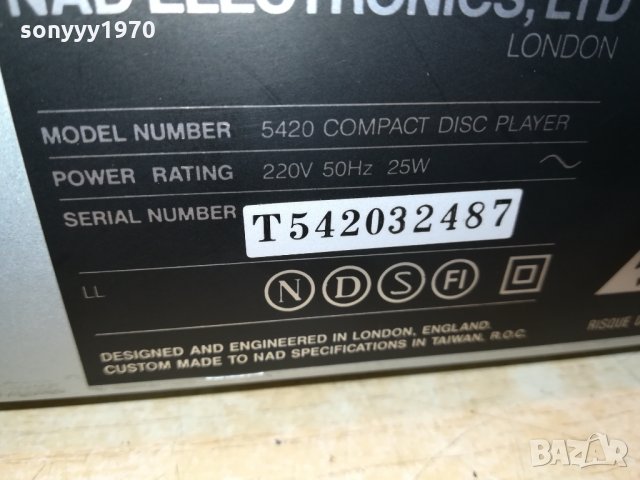 sonyyy1970
NAD ELECTRONICS, LTD
LONDON
MODEL NUMBER 5420 COMPACT DISC PLAYER
POWER RATING 220V 50Hz 25W
SERIAL NUMBER T542032487
LL N D S FI
RISQUE
DESIGNED AND ENGINEERED IN LONDON, ENGLAND.
CUSTOM MADE TO NAD SPECIFICATIONS IN TAIWAN, R.O.C.
BAZAR